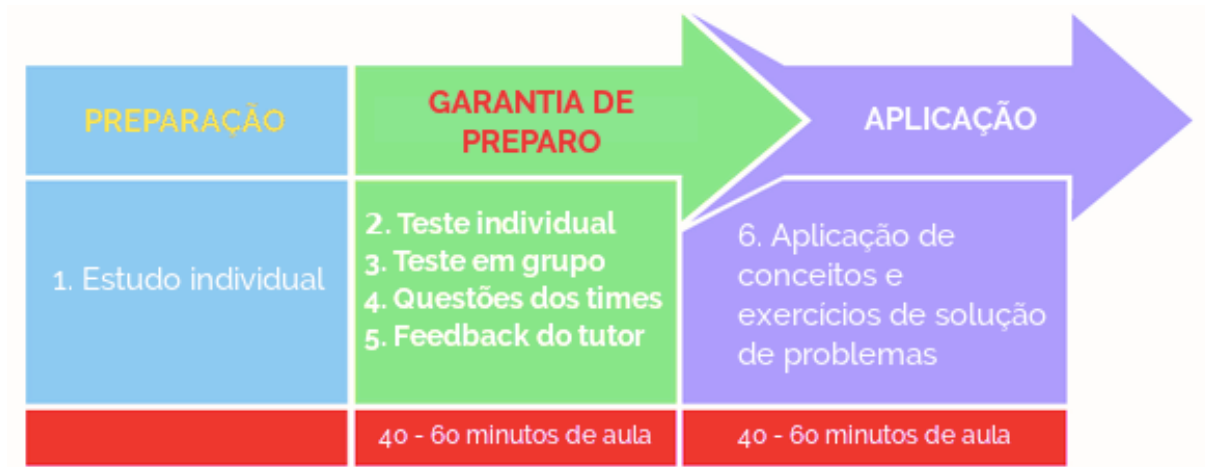 PREPARAÇÃO
GARANTIA DE
PREPARO
APLICAÇÃO
1. Estudo individual
2. Teste individual
3. Teste em grupo
4. Questões dos times
5. Feedback do tutor
6. Aplicação de
conceitos e
exercícios de solução
de problemas
40 - 60 minutos de aula
40 - 60 minutos de aula